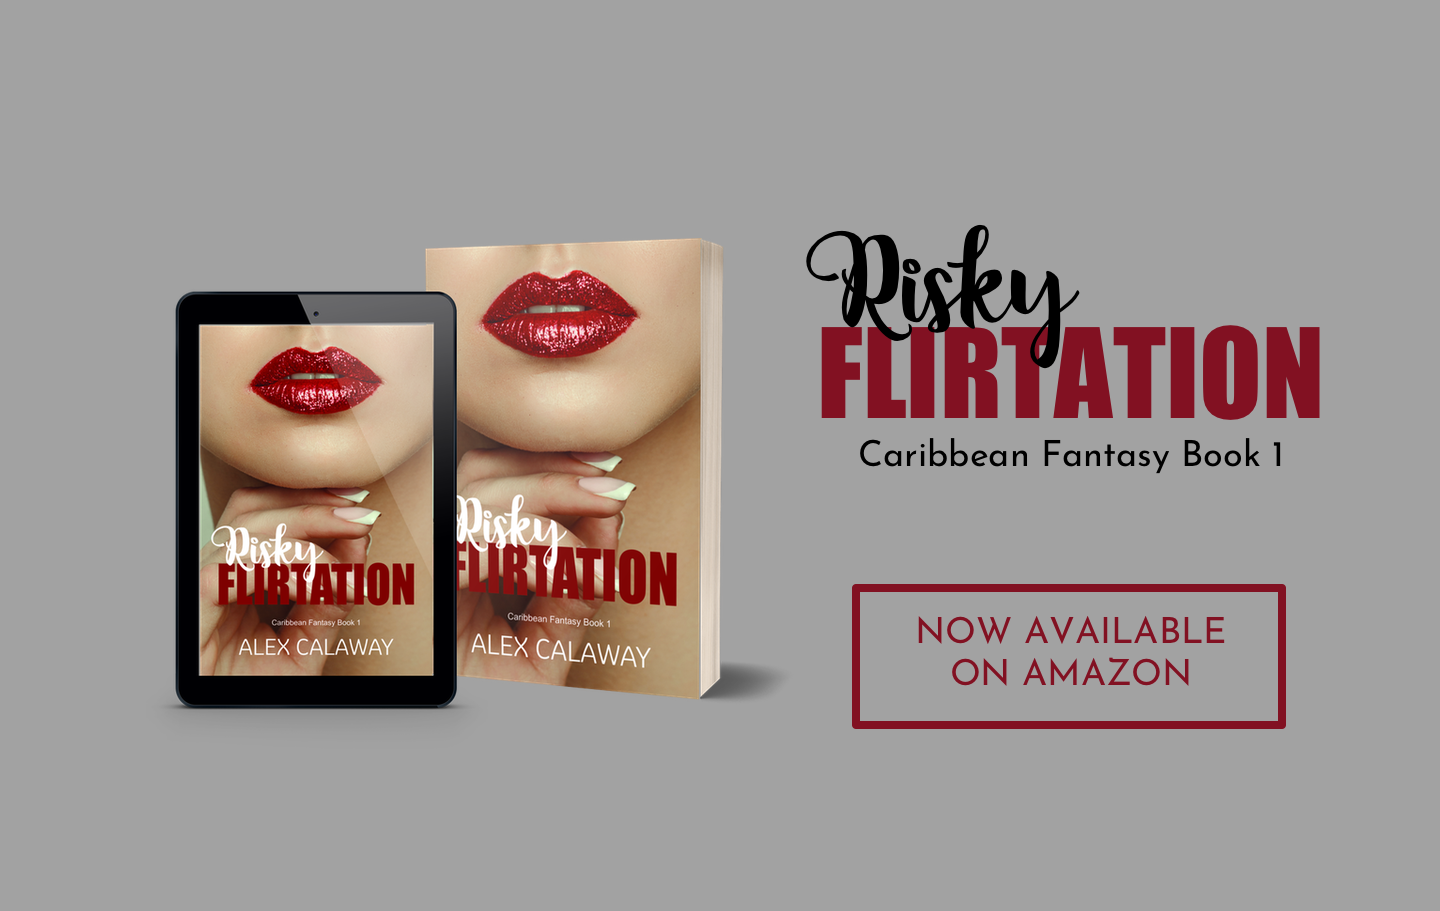 Risky
FLIRTATION
Caribbean Fantasy Book 1
ALEX CALAWAY
Risky
FLIRTATION
Caribbean Fantasy Book 1
ALEX CALAWAY
Risky
FLIRTATION
Caribbean Fantasy Book 1
NOW AVAILABLE
ON AMAZON